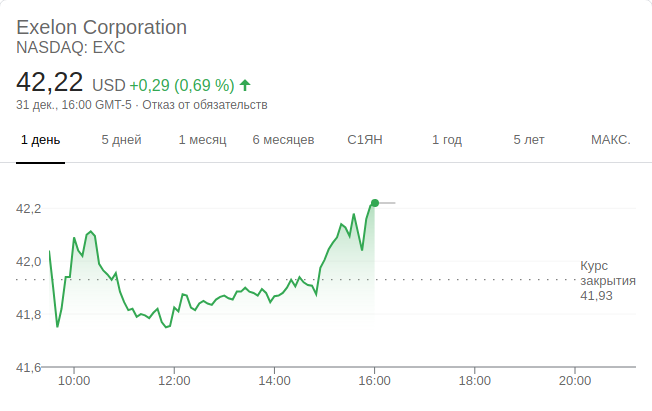 Exelon Corporation
NASDAQ: EXC
42,22 USD +0,29 (0,69 %)
31 дек., 16:00 GMT-5 · Отказ от обязательств
1 день 5 дней 1 месяц 6 месяцев С1ЯН 1 год 5 лет МАКС.
42,2
42,0
Курс
закрытия
41,93
41,8
41,6
10:00 12:00 14:00 16:00 18:00 20:00